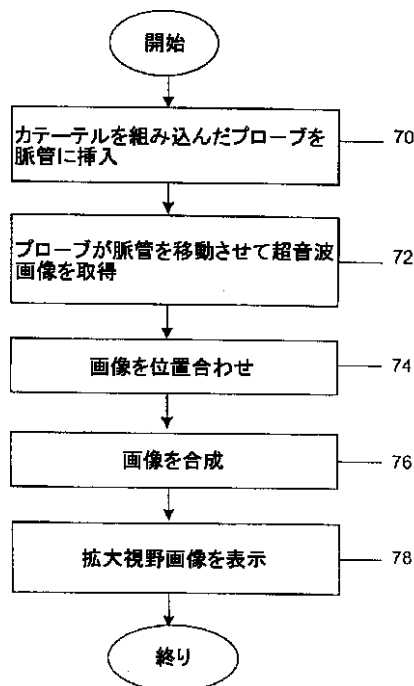 開始
カテーテルを組み込んだプローブを
脈管に挿入
70
プローブが脈管を移動させて超音波
画像を取得
72
画像を位置合わせ
74
画像を合成
76
拡大視野画像を表示
78
終り